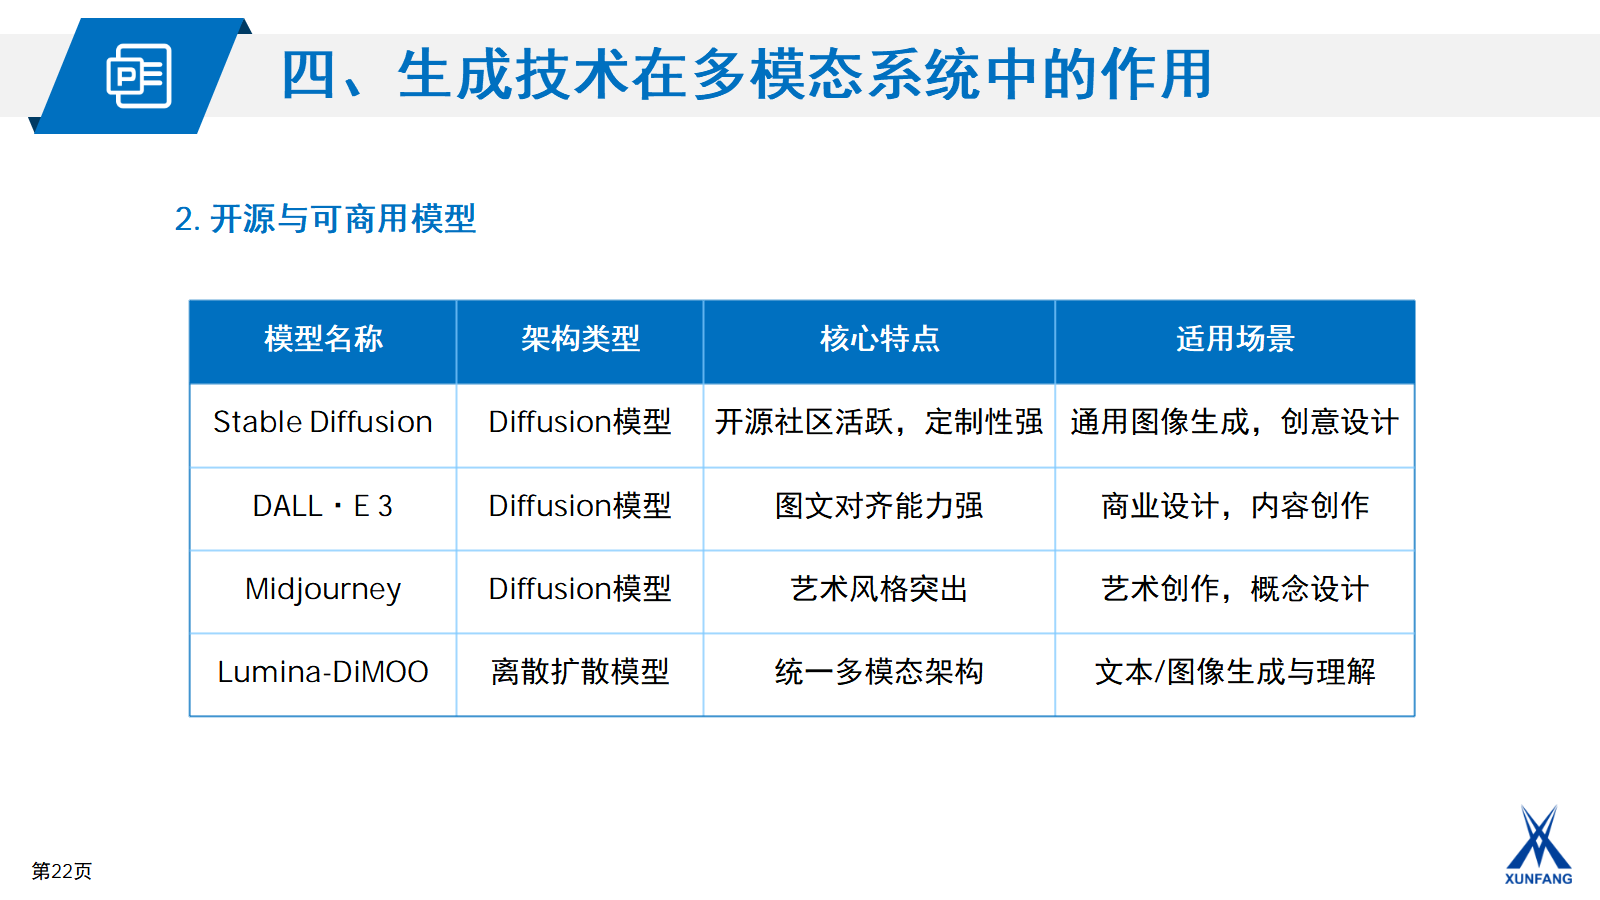 四、生成技术在多模态系统中的作用
2. 开源与可商用模型
模型名称 架构类型 核心特点 适用场景
Stable Diffusion Diffusion模型 开源社区活跃，定制性强 通用图像生成，创意设计
DALL·E 3 Diffusion模型 图文对齐能力强 商业设计，内容创作
Midjourney Diffusion模型 艺术风格突出 艺术创作，概念设计
Lumina-DiMOO 离散扩散模型 统一多模态架构 文本/图像生成与理解
第22页
XUNFANG